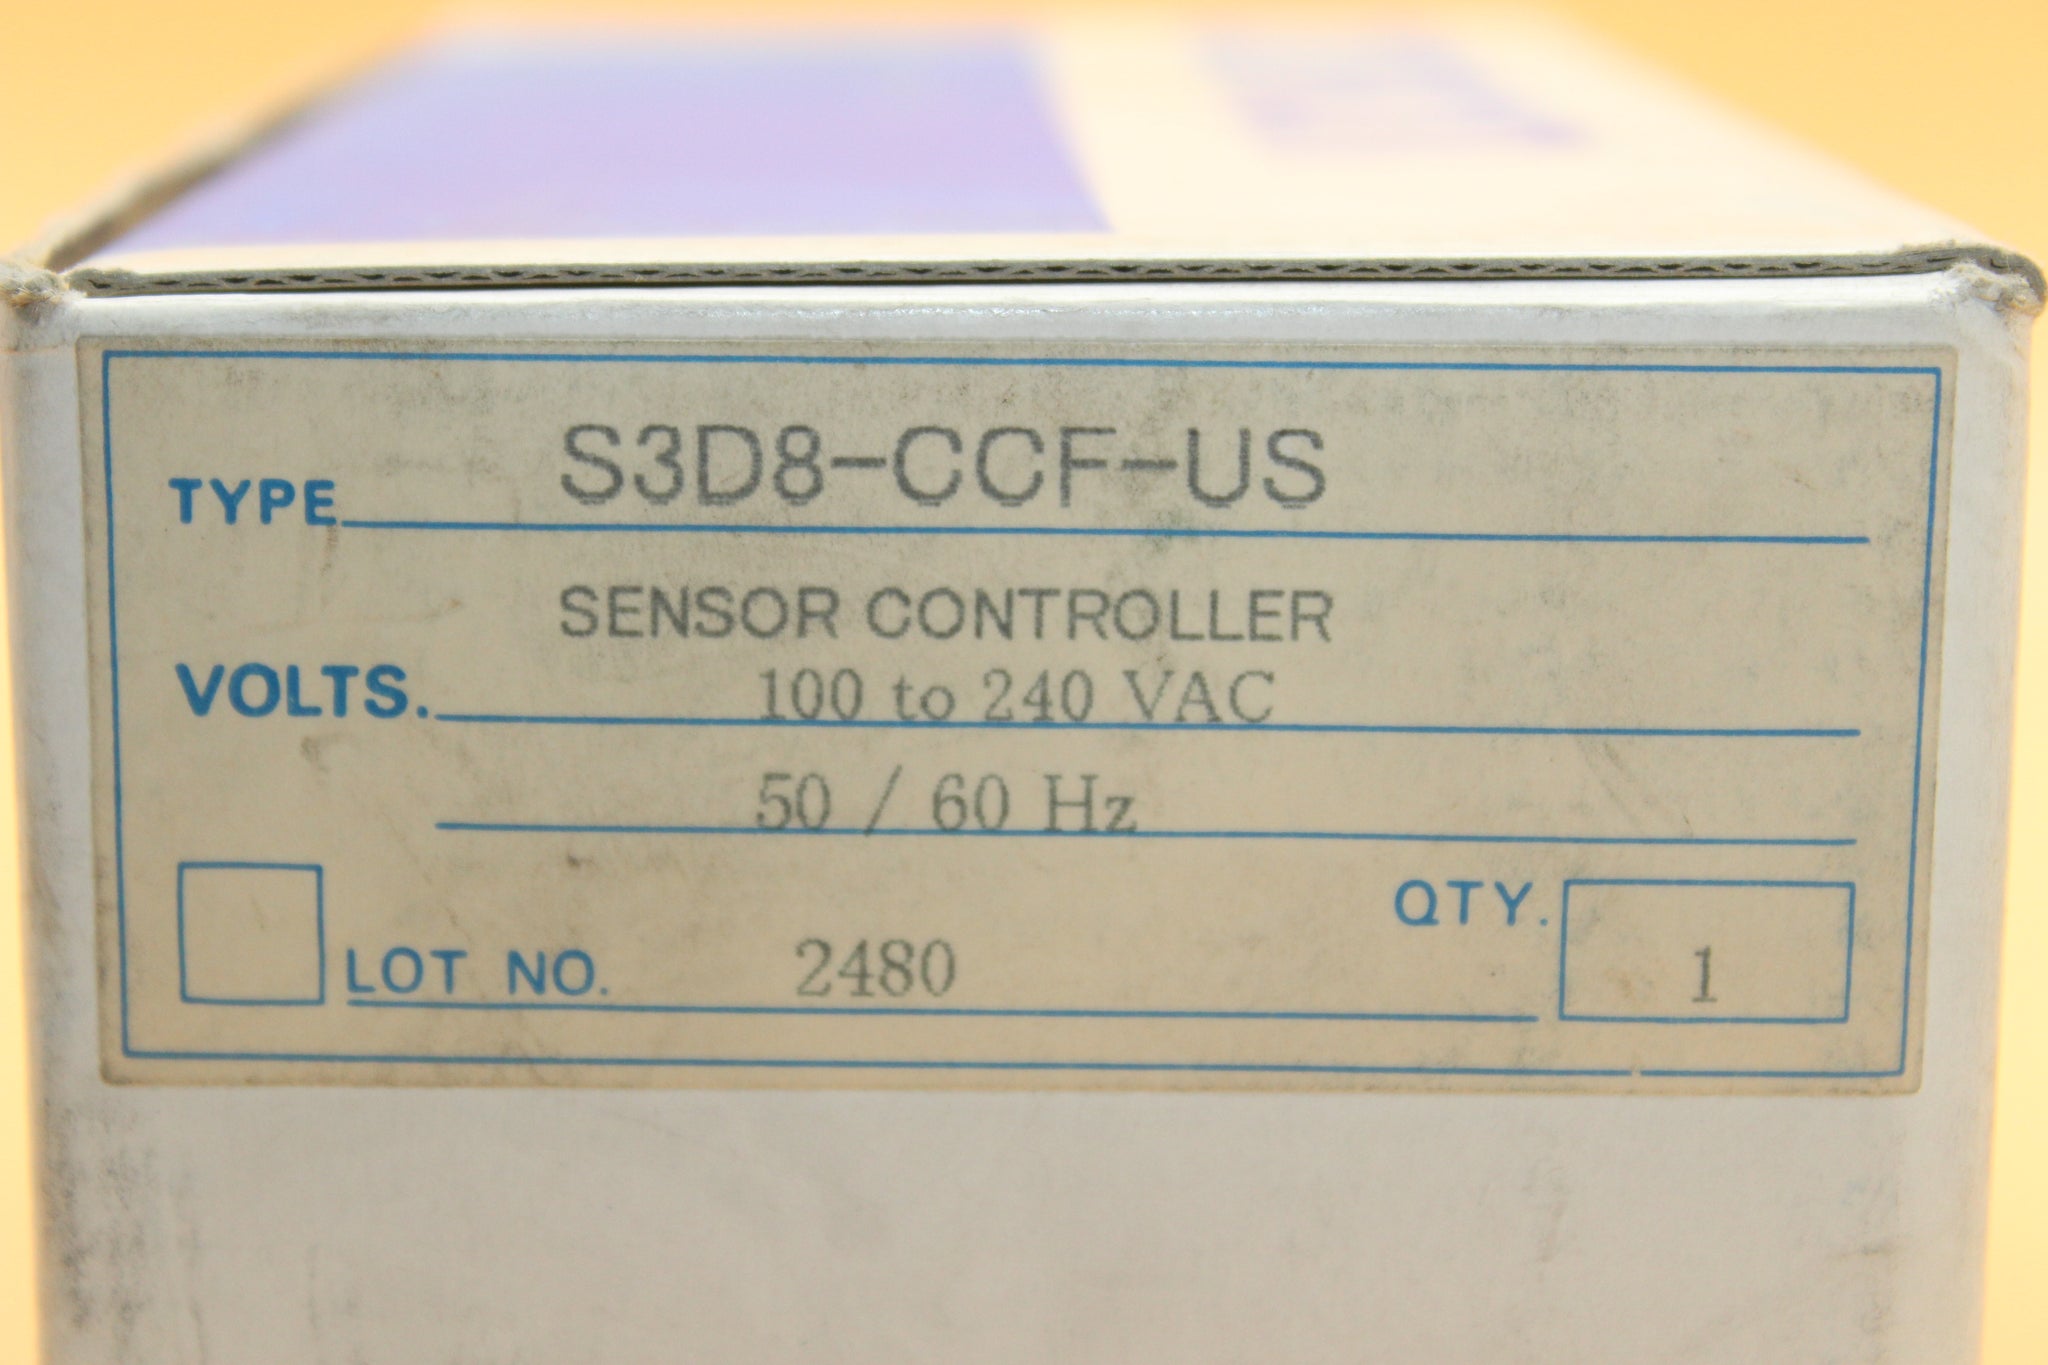 TYPE S3D8-CCF-US
SENSOR CONTROLLER
VOLTS. 100 to 240 VAC
50 / 60 Hz
QTY. 1
LOT NO. 2480